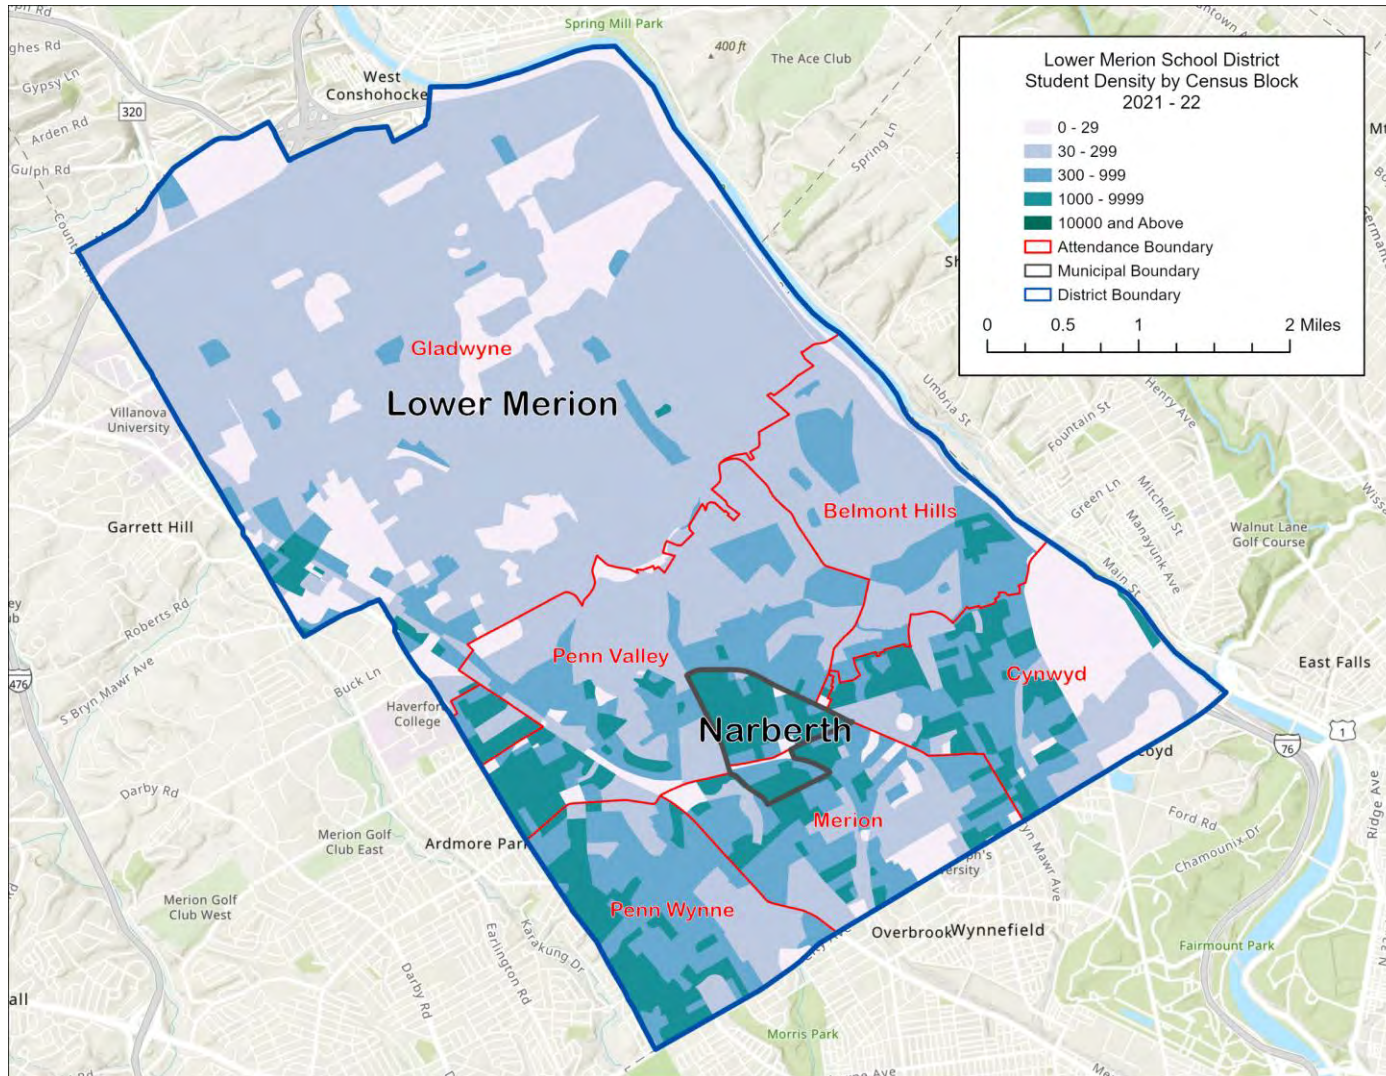 Lower Merion School District
Student Density by Census Block
2021 - 22
0 - 29
30 - 299
300 - 999
1000 - 9999
10000 and Above
Attendance Boundary
Municipal Boundary
District Boundary
0 0.5 1 2 Miles
Spring Mill Park
400 ft
The Ace Club
West
Conshohocke
Gypsy Ln
320
Arden Rd
Gulph Rd
Spring Ln
Gladwyne
Lower Merion
Villanova
University
Umbria St
Henry Ave
Fountain St
Green Ln
Mitchell St
Manayunk Ave
Main St
Walnut Lane
Golf Course
Belmont Hills
Garrett Hill
Roberts Rd
S Bryn Mawr Ave
Buck Ln
476
Haverford
College
Penn Valley
Cynwyd
East Falls
Narberth
1
76
Ridge Ave
Darby Rd
Merion Golf
Club East
Ardmore Park
Merion
Ford Rd
Chamounix Dr
Merion Golf
Club West
Penn Wynne
Overbrook
Wynnefield
Karakung Dr
Earlington Rd
Darby Rd
Fairmount Park
Morris Park